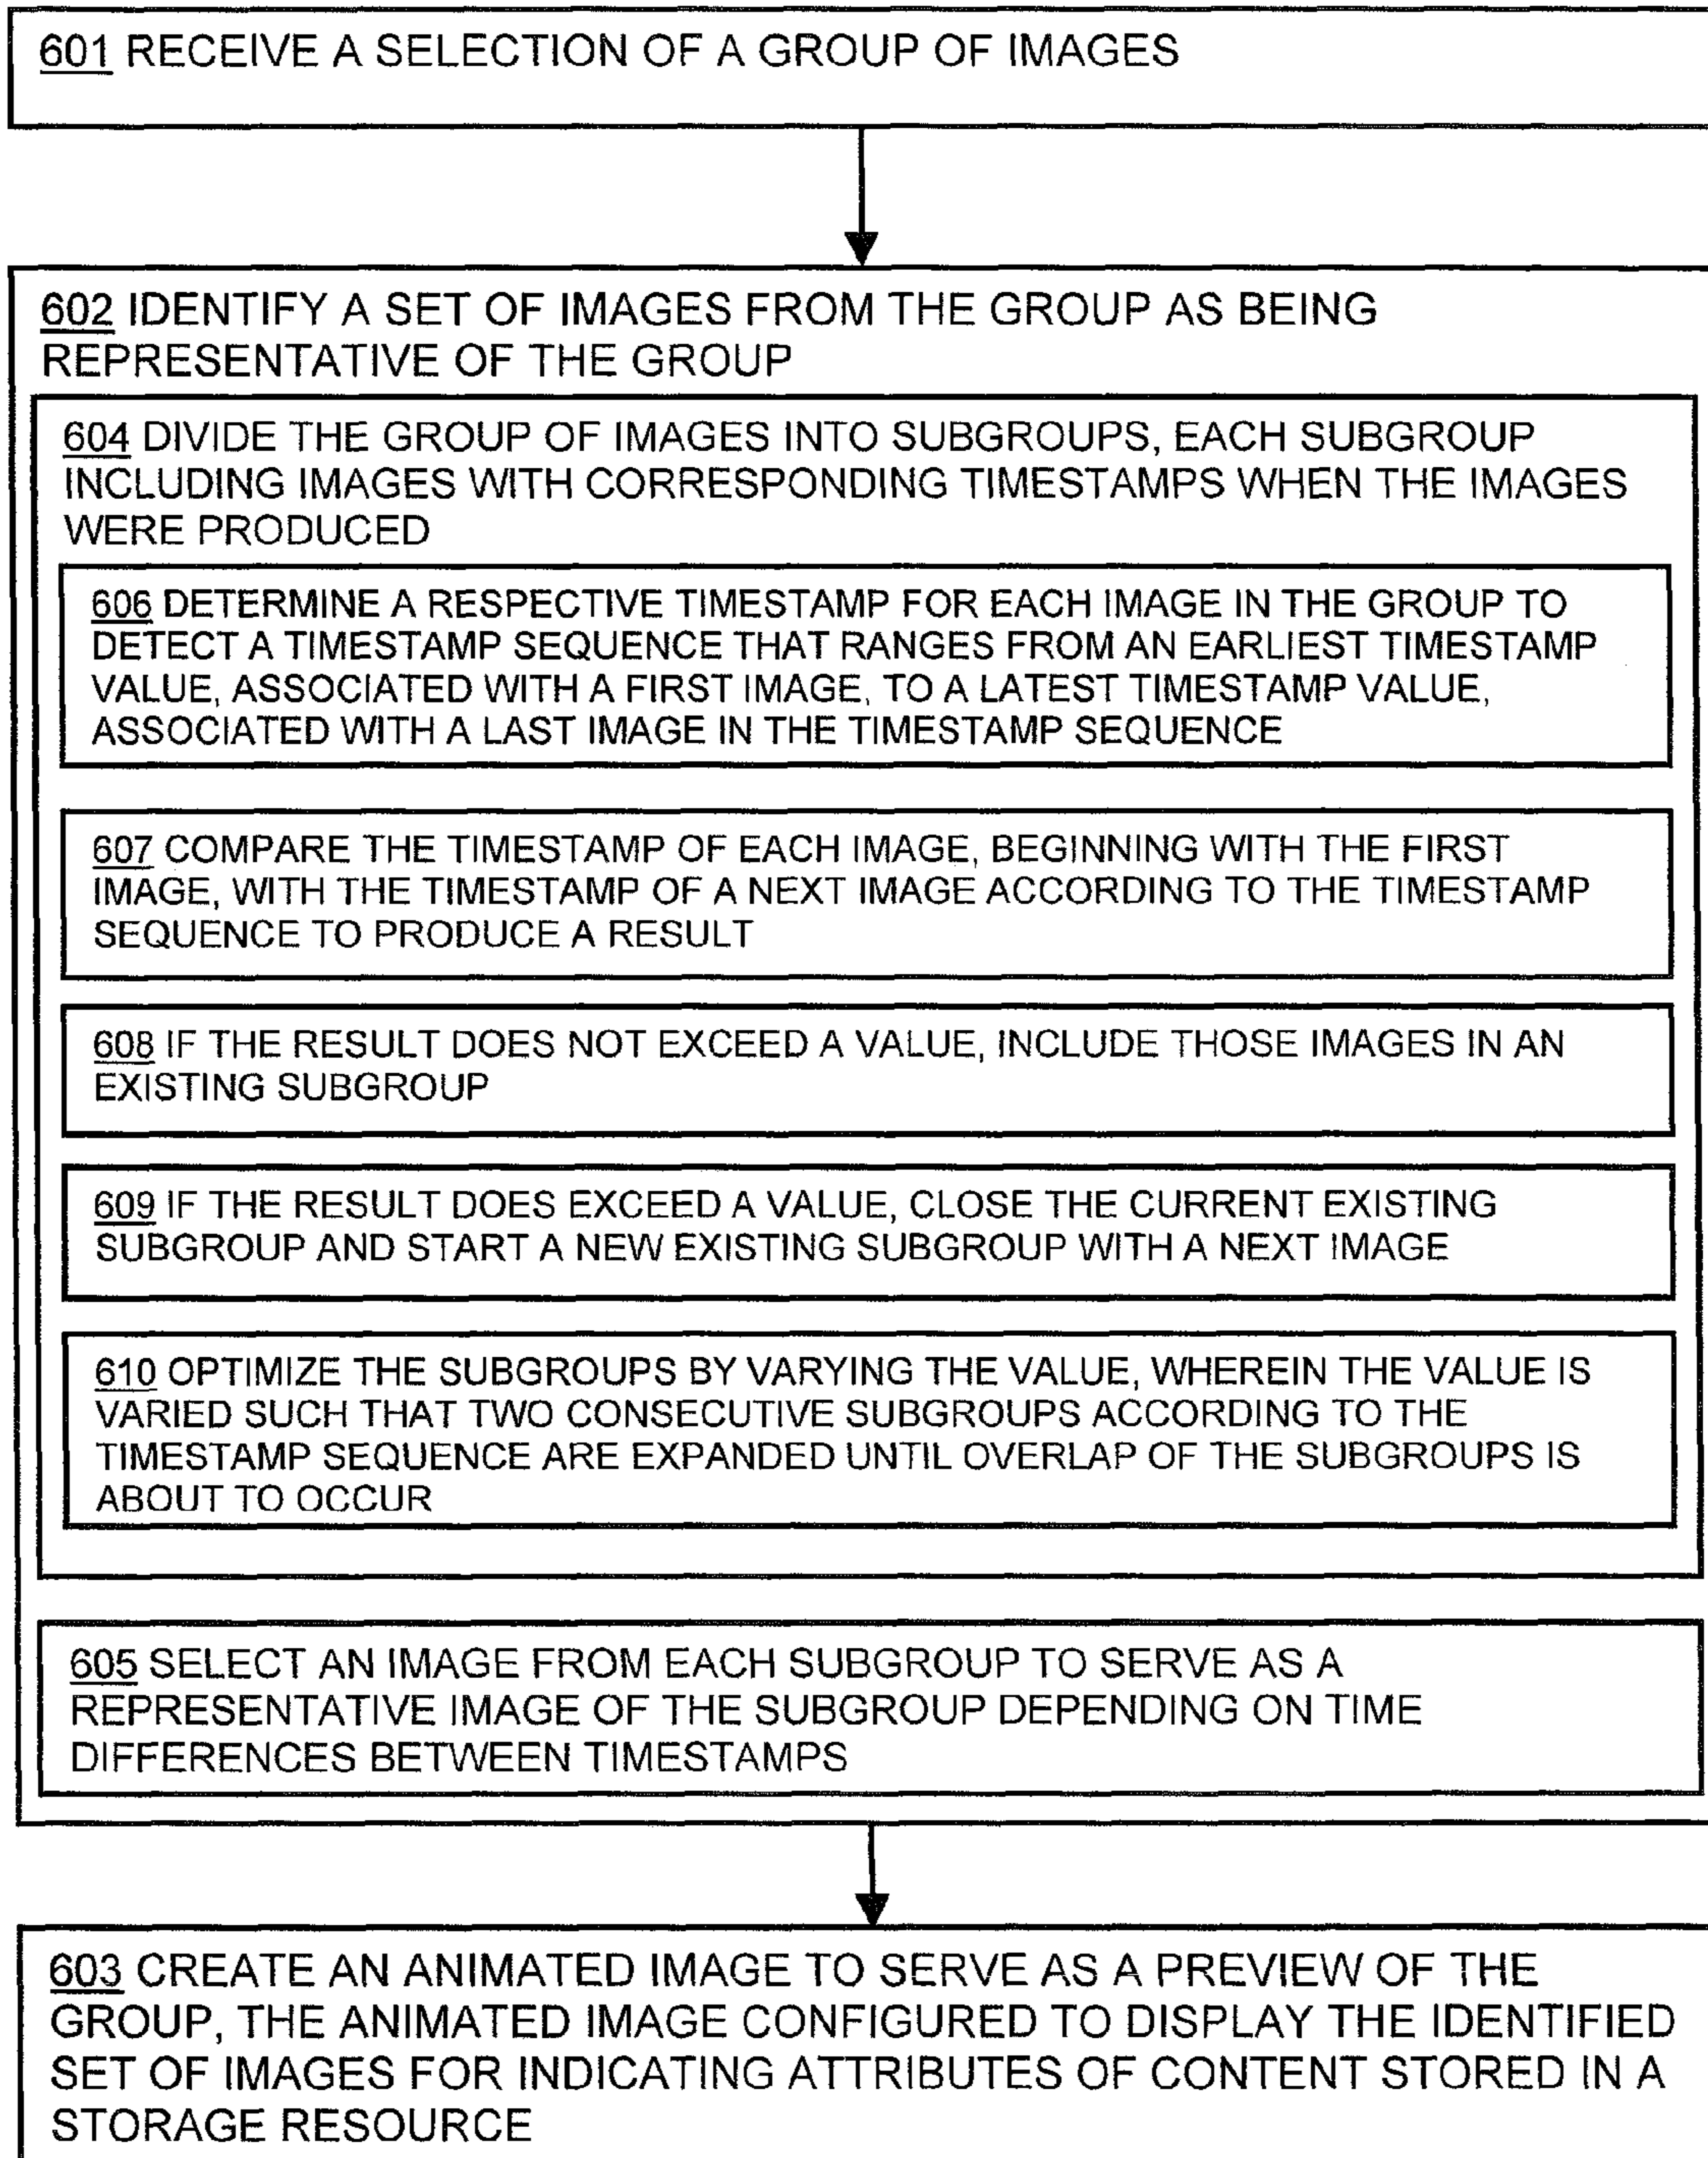 601 RECEIVE A SELECTION OF A GROUP OF IMAGES
602 IDENTIFY A SET OF IMAGES FROM THE GROUP AS BEING
REPRESENTATIVE OF THE GROUP
604 DIVIDE THE GROUP OF IMAGES INTO SUBGROUPS, EACH SUBGROUP
INCLUDING IMAGES WITH CORRESPONDING TIMESTAMPS WHEN THE IMAGES
WERE PRODUCED
606 DETERMINE A RESPECTIVE TIMESTAMP FOR EACH IMAGE IN THE GROUP TO
DETECT A TIMESTAMP SEQUENCE THAT RANGES FROM AN EARLIEST TIMESTAMP
VALUE, ASSOCIATED WITH A FIRST IMAGE, TO A LATEST TIMESTAMP VALUE,
ASSOCIATED WITH A LAST IMAGE IN THE TIMESTAMP SEQUENCE
607 COMPARE THE TIMESTAMP OF EACH IMAGE, BEGINNING WITH THE FIRST
IMAGE, WITH THE TIMESTAMP OF A NEXT IMAGE ACCORDING TO THE TIMESTAMP
SEQUENCE TO PRODUCE A RESULT
608 IF THE RESULT DOES NOT EXCEED A VALUE, INCLUDE THOSE IMAGES IN AN
EXISTING SUBGROUP
609 IF THE RESULT DOES EXCEED A VALUE, CLOSE THE CURRENT EXISTING
SUBGROUP AND START A NEW EXISTING SUBGROUP WITH A NEXT IMAGE
610 OPTIMIZE THE SUBGROUPS BY VARYING THE VALUE, WHEREIN THE VALUE IS
VARIED SUCH THAT TWO CONSECUTIVE SUBGROUPS ACCORDING TO THE
TIMESTAMP SEQUENCE ARE EXPANDED UNTIL OVERLAP OF THE SUBGROUPS IS
ABOUT TO OCCUR
605 SELECT AN IMAGE FROM EACH SUBGROUP TO SERVE AS A
REPRESENTATIVE IMAGE OF THE SUBGROUP DEPENDING ON TIME
DIFFERENCES BETWEEN TIMESTAMPS
603 CREATE AN ANIMATED IMAGE TO SERVE AS A PREVIEW OF THE
GROUP, THE ANIMATED IMAGE CONFIGURED TO DISPLAY THE IDENTIFIED
SET OF IMAGES FOR INDICATING ATTRIBUTES OF CONTENT STORED IN A
STORAGE RESOURCE